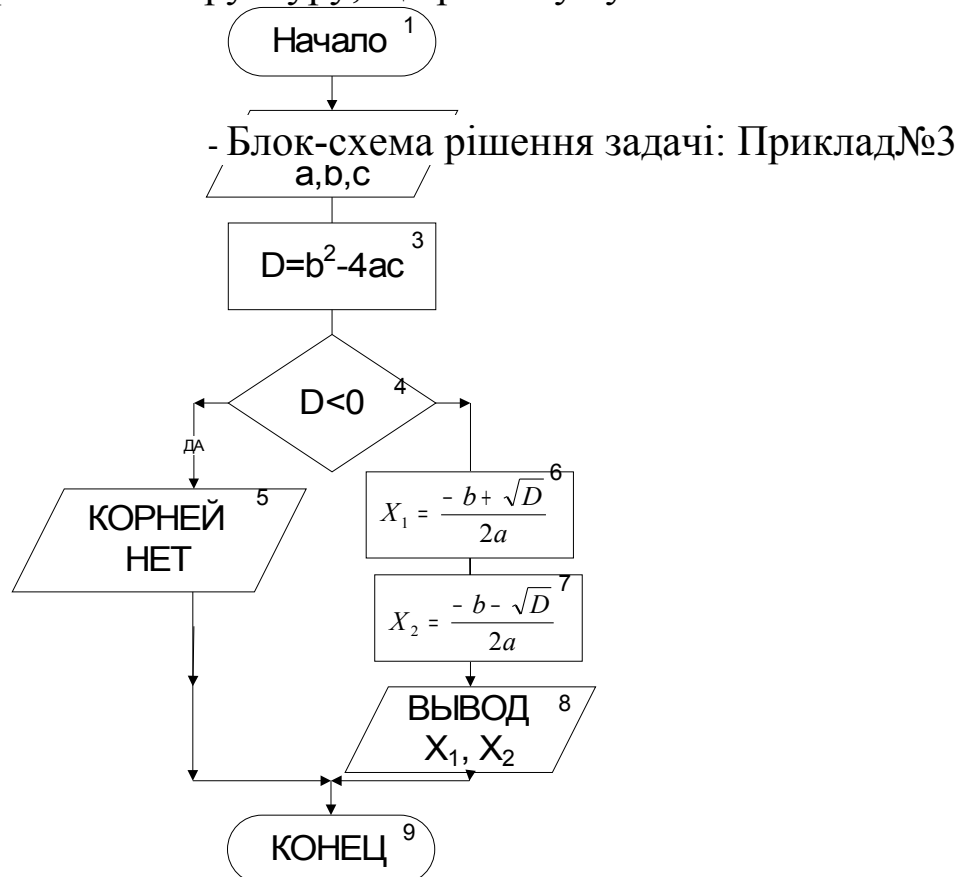 Начало 1
- Блок-схема рішення задачі: Приклад№3
a,b,c
D=b²-4ac 3
D<0 4
ДА
КОРНЕЙ 5
НЕТ
X₁ = (- b + √D) / 2a 6
X₂ = (- b - √D) / 2a 7
ВЫВОД 8
X₁, X₂
КОНЕЦ 9